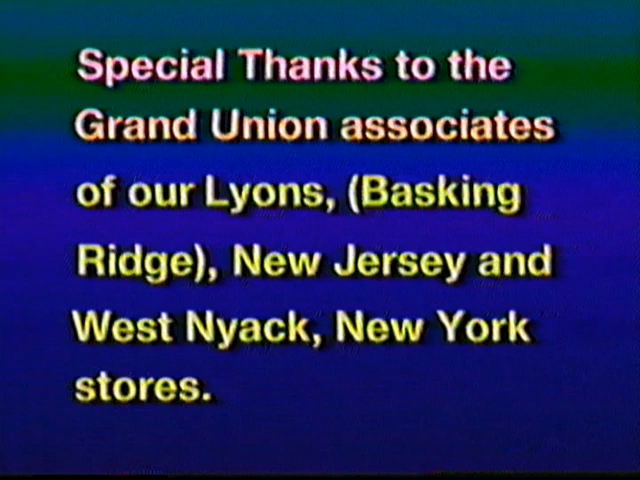 Special Thanks to the
Grand Union associates
of our Lyons, (Basking
Ridge), New Jersey and
West Nyack, New York
stores.